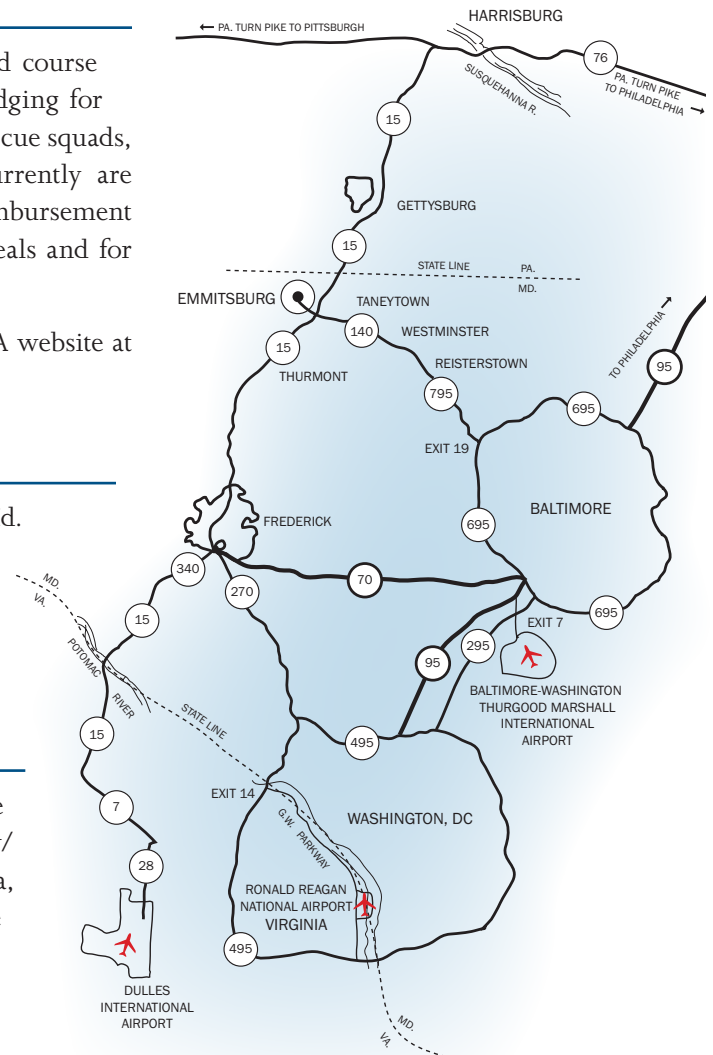 d course
dging for
cue squads,
urrently are
mbursement
eals and for
A website at
d.
e
/
a,
HARRISBURG
← PA. TURN PIKE TO PITTSBURGH
76
PA. TURN PIKE
TO PHILADELPHIA →
SUSQUEHANNA R.
15
GETTYSBURG
15
STATE LINE
PA.
MD.
EMMITSBURG
TANEYTOWN
140
WESTMINSTER
15
THURMONT
REISTERSTOWN
795
TO PHILADELPHIA →
95
695
EXIT 19
BALTIMORE
695
FREDERICK
340
270
70
695
EXIT 7
MD.
VA.
15
POTOMAC
RIVER
295
95
BALTIMORE-WASHINGTON
THURGOOD MARSHALL
INTERNATIONAL
AIRPORT
STATE LINE
15
495
EXIT 14
7
G.W. PARKWAY
WASHINGTON, DC
28
RONALD REAGAN
NATIONAL AIRPORT
VIRGINIA
495
DULLES
INTERNATIONAL
AIRPORT
MD.
VA.